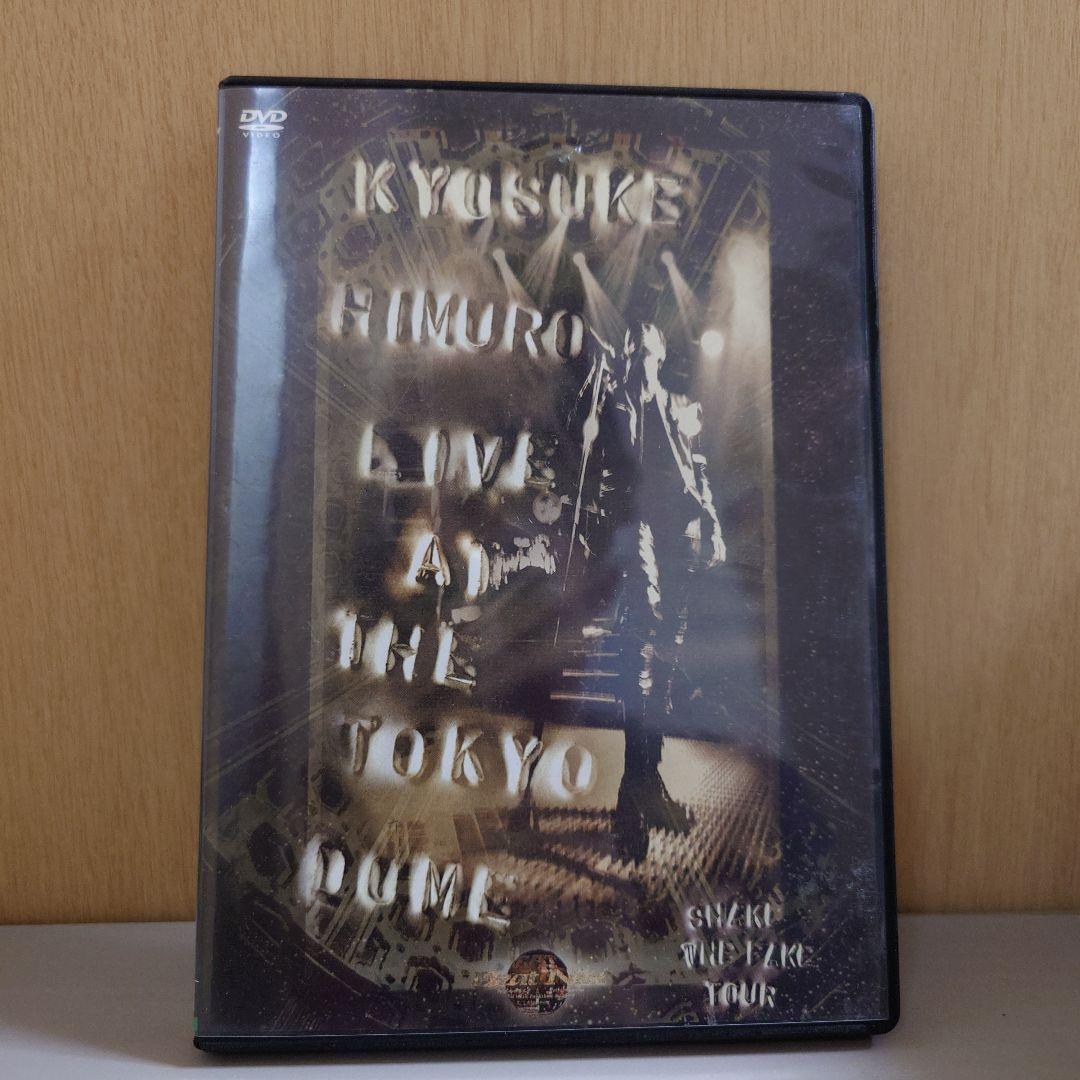 DVD
VIDEO
KYOSUKE
HIMURO
LIVE
AT
THE
TOKYO
DOME
SHAKE
THE FAKE
TOUR